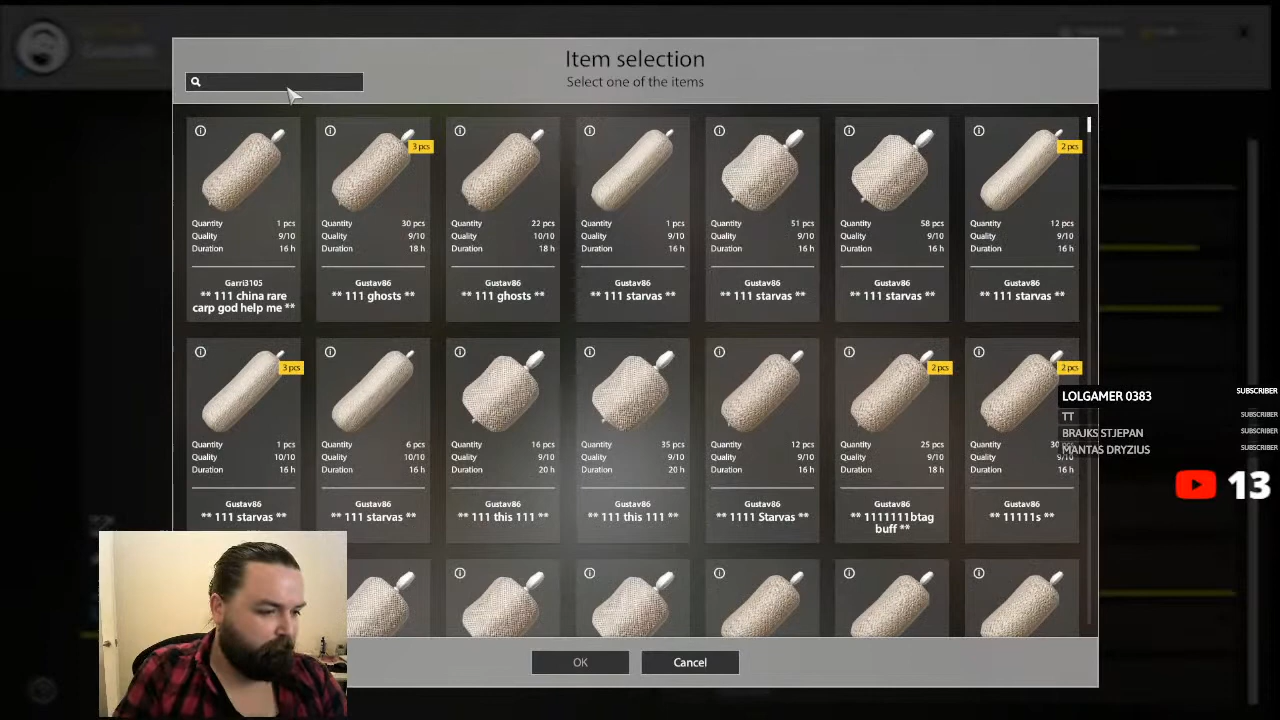 Item selection
Select one of the items
Quantity 1 pcs
Quality 9/10
Duration 16 h
Garri3105
** 111 china rare
carp god help me **
3 pcs
Quantity 30 pcs
Quality 9/10
Duration 18 h
Gustav86
** 111 ghosts **
Quantity 22 pcs
Quality 10/10
Duration 18 h
Gustav86
** 111 ghosts **
Quantity 1 pcs
Quality 9/10
Duration 16 h
Gustav86
** 111 starvas **
Quantity 51 pcs
Quality 9/10
Duration 16 h
Gustav86
** 111 starvas **
Quantity 58 pcs
Quality 9/10
Duration 16 h
Gustav86
** 111 starvas **
2 pcs
Quantity 12 pcs
Quality 9/10
Duration 16 h
Gustav86
** 111 starvas **
3 pcs
Quantity 1 pcs
Quality 10/10
Duration 16 h
Gustav86
** 111 starvas **
Quantity 6 pcs
Quality 10/10
Duration 16 h
Gustav86
** 111 starvas **
Quantity 16 pcs
Quality 9/10
Duration 20 h
Gustav86
** 111 this 111 **
Quantity 35 pcs
Quality 9/10
Duration 20 h
Gustav86
** 111 this 111 **
Quantity 12 pcs
Quality 9/10
Duration 16 h
Gustav86
** 1111 Starvas **
2 pcs
Quantity 25 pcs
Quality 9/10
Duration 18 h
Gustav86
** 1111111btag
buff **
2 pcs
Quantity
Quality 9/10
Duration 16 h
Gustav86
** 11111s **
LOLGAMER 0383 SUBSCRIBER
TT SUBSCRIBER
BRAJKS STJEPAN SUBSCRIBER
MANTAS DRYZIUS SUBSCRIBER
13
OK
Cancel